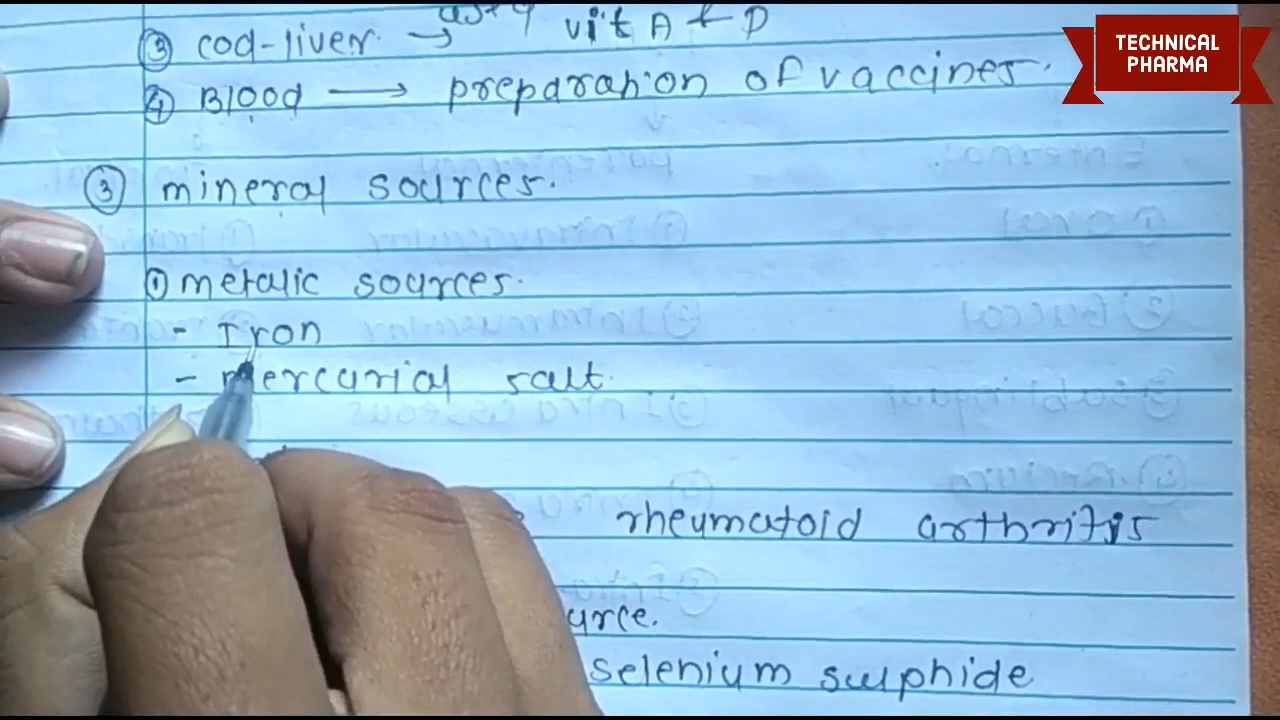 ③ cod-liver → vit A & D
④ Blood → preparation of vaccines.
③ mineral sources.
① metalic sources.
- Iron
- mercurial salt.
rheumatoid arthritis
urce.
selenium sulphide
TECHNICAL
PHARMA